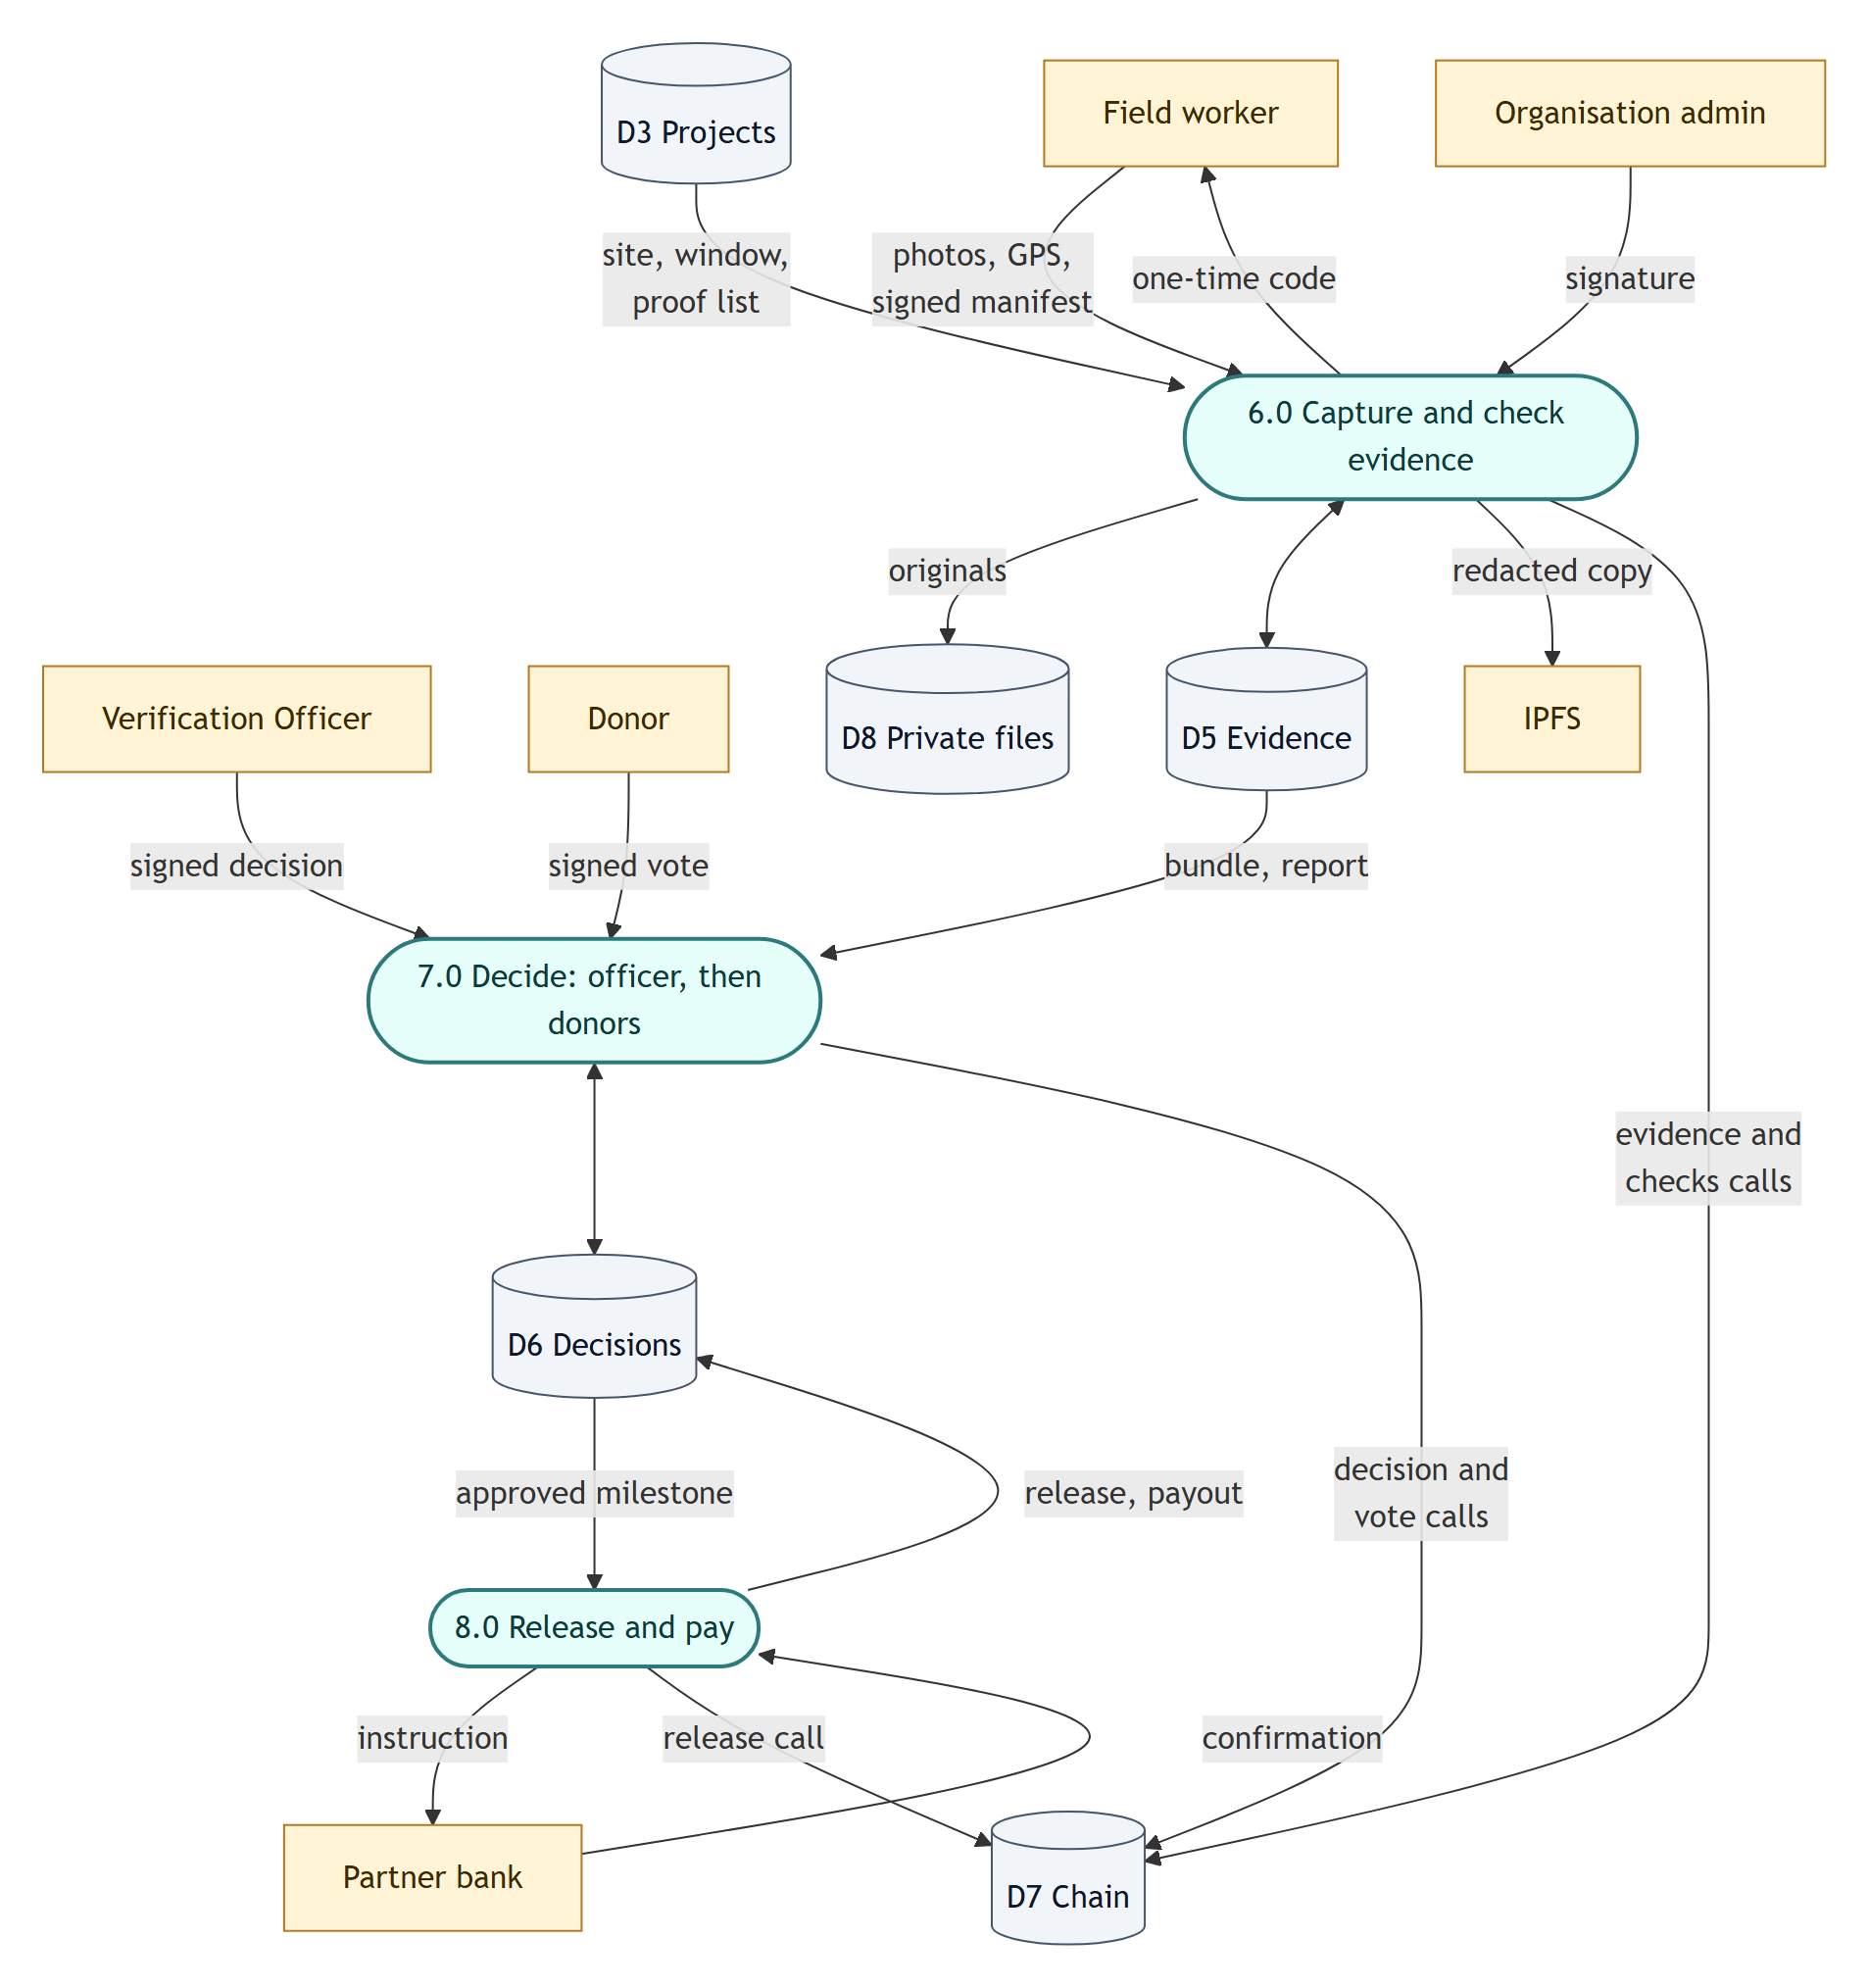 D3 Projects
Field worker
Organisation admin
site, window,
proof list
photos, GPS,
signed manifest
one-time code
signature
6.0 Capture and check
evidence
originals
redacted copy
Verification Officer
Donor
D8 Private files
D5 Evidence
IPFS
signed decision
signed vote
bundle, report
7.0 Decide: officer, then
donors
evidence and
checks calls
D6 Decisions
approved milestone
release, payout
decision and
vote calls
8.0 Release and pay
instruction
release call
confirmation
Partner bank
D7 Chain